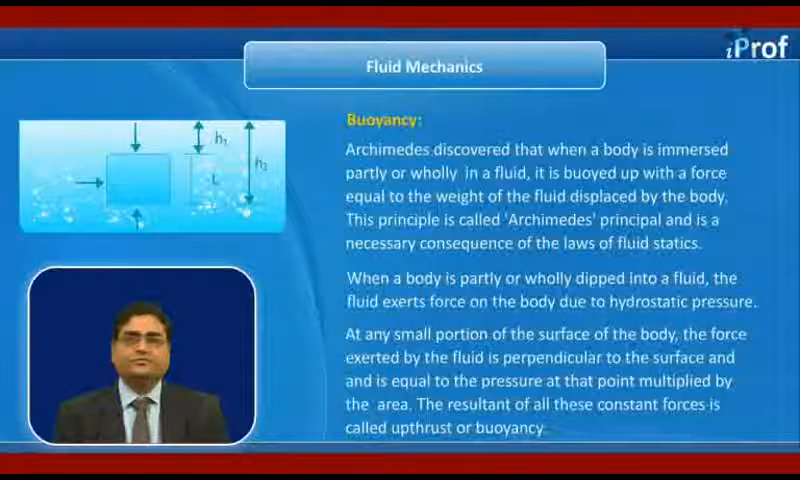 iProf
Fluid Mechanics
Buoyancy:
Archimedes discovered that when a body is immersed
partly or wholly in a fluid, it is buoyed up with a force
equal to the weight of the fluid displaced by the body.
This principle is called 'Archimedes' principal and is a
necessary consequence of the laws of fluid statics.
When a body is partly or wholly dipped into a fluid, the
fluid exerts force on the body due to hydrostatic pressure.
At any small portion of the surface of the body, the force
exerted by the fluid is perpendicular to the surface and
and is equal to the pressure at that point multiplied by
the area. The resultant of all these constant forces is
called upthrust or buoyancy
h₁
h₂
L